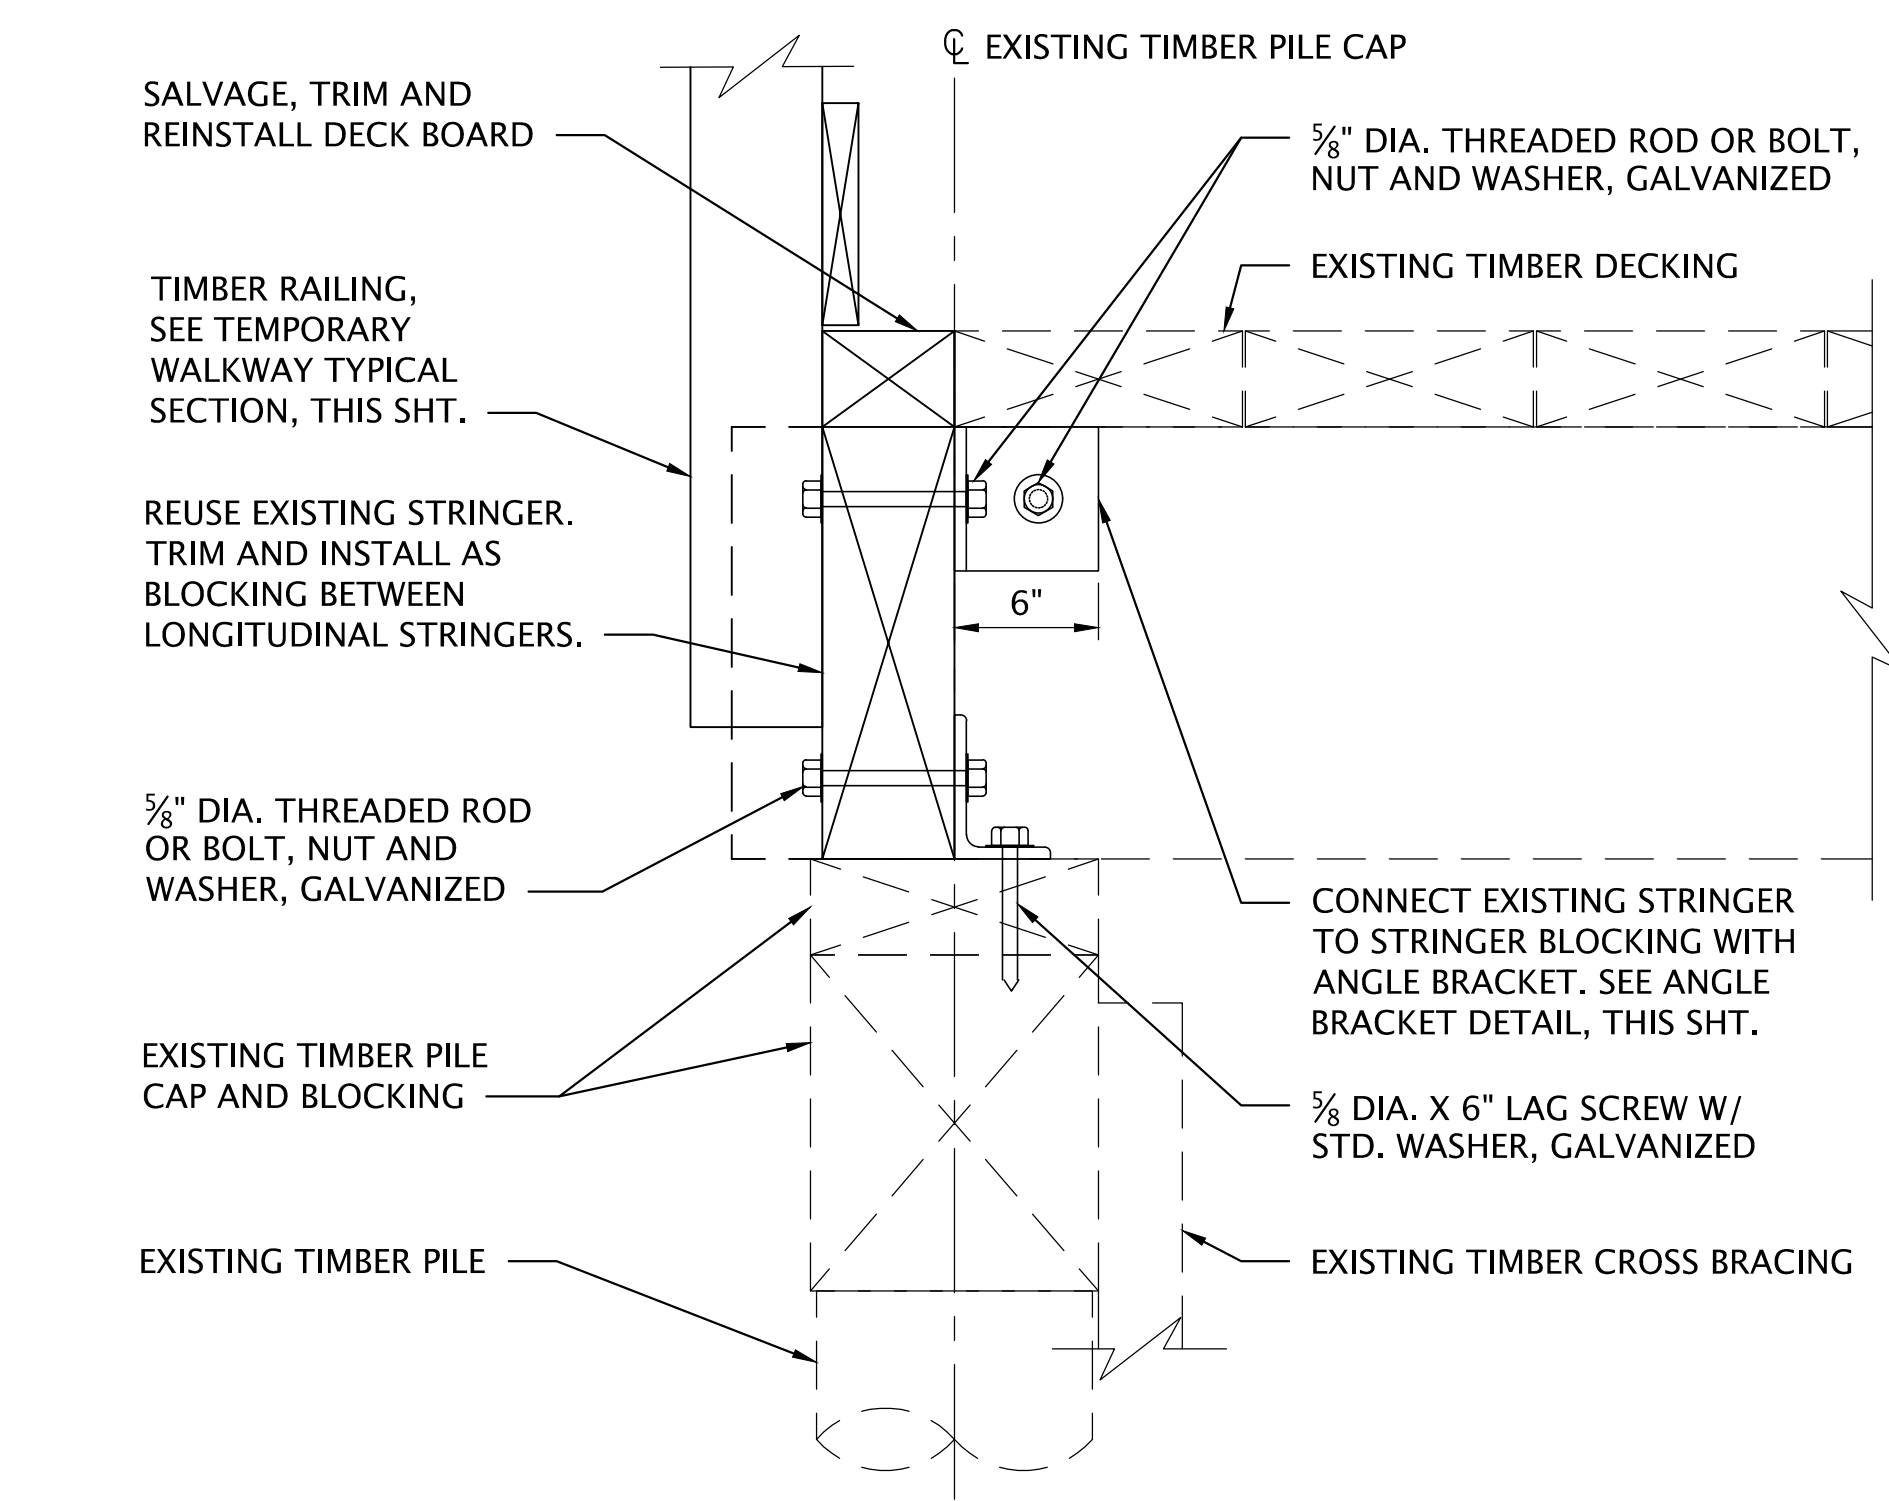 ℄ EXISTING TIMBER PILE CAP
SALVAGE, TRIM AND
REINSTALL DECK BOARD
TIMBER RAILING,
SEE TEMPORARY
WALKWAY TYPICAL
SECTION, THIS SHT.
REUSE EXISTING STRINGER.
TRIM AND INSTALL AS
BLOCKING BETWEEN
LONGITUDINAL STRINGERS.
⅝" DIA. THREADED ROD
OR BOLT, NUT AND
WASHER, GALVANIZED
EXISTING TIMBER PILE
CAP AND BLOCKING
EXISTING TIMBER PILE
6"
⅝" DIA. THREADED ROD OR BOLT,
NUT AND WASHER, GALVANIZED
EXISTING TIMBER DECKING
CONNECT EXISTING STRINGER
TO STRINGER BLOCKING WITH
ANGLE BRACKET. SEE ANGLE
BRACKET DETAIL, THIS SHT.
⅝ DIA. X 6" LAG SCREW W/
STD. WASHER, GALVANIZED
EXISTING TIMBER CROSS BRACING